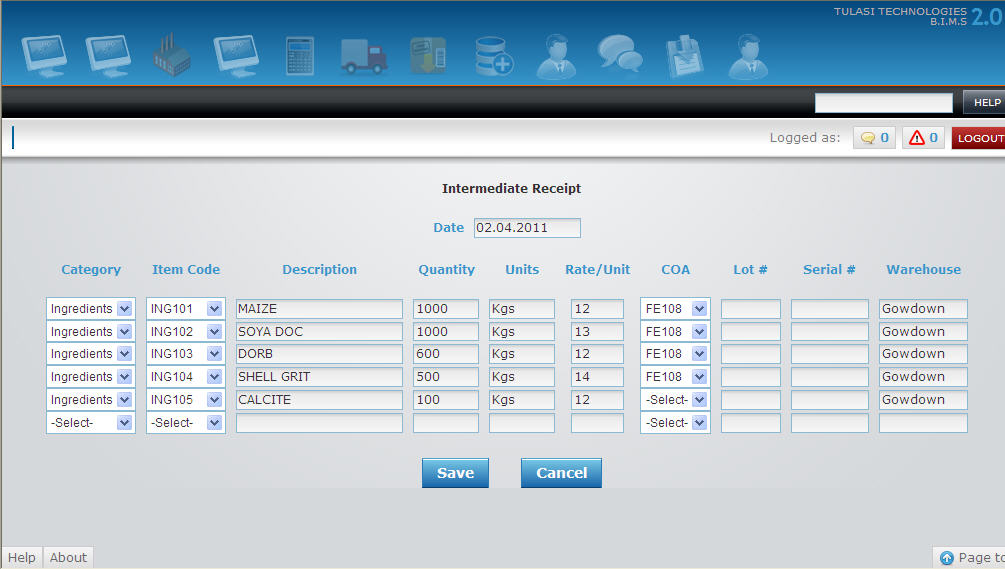 TULASI TECHNOLOGIES
B.I.M.S 2.0
HELP
Logged as: 0 0 LOGOUT
Intermediate Receipt
Date 02.04.2011
Category Item Code Description Quantity Units Rate/Unit COA Lot # Serial # Warehouse
Ingredients ING101 MAIZE 1000 Kgs 12 FE108 Gowdown
Ingredients ING102 SOYA DOC 1000 Kgs 13 FE108 Gowdown
Ingredients ING103 DORB 600 Kgs 12 FE108 Gowdown
Ingredients ING104 SHELL GRIT 500 Kgs 14 FE108 Gowdown
Ingredients ING105 CALCITE 100 Kgs 12 -Select- Gowdown
-Select- -Select- -Select-
Save Cancel
Help About Page to